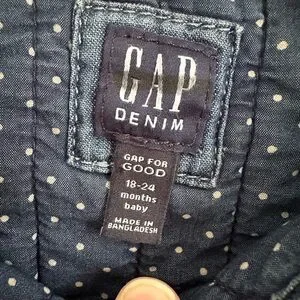 GAP
DENIM
GAP FOR
GOOD
18-24
months
baby
MADE IN
BANGLADESH